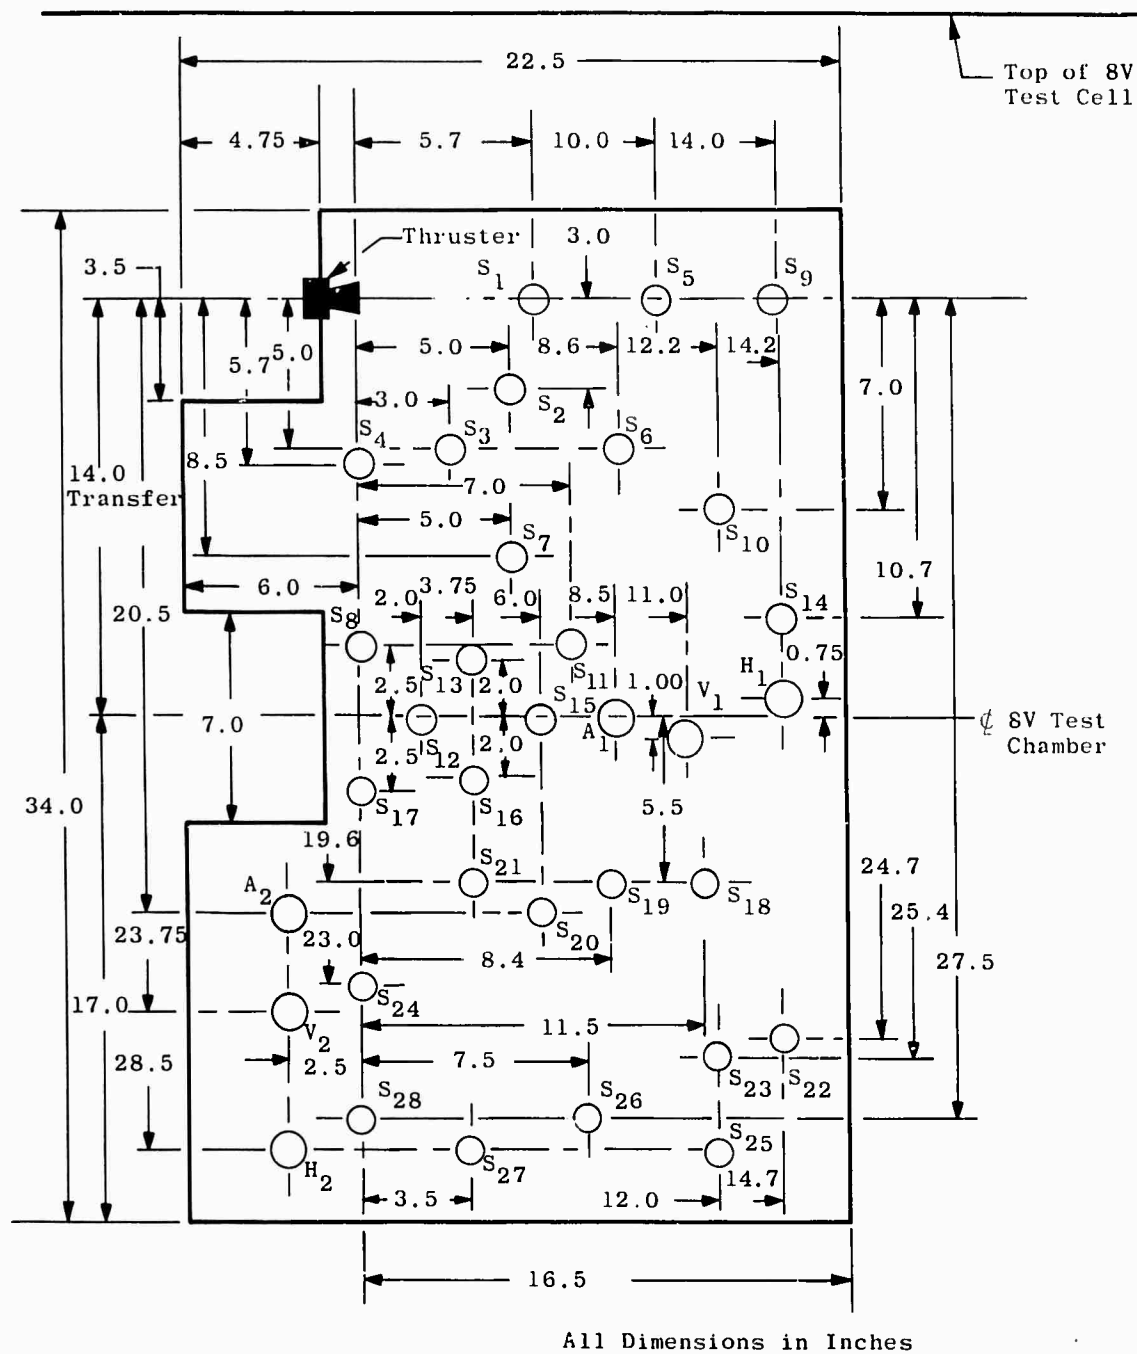 22.5
Top of 8V
Test Cell
4.75
5.7
10.0
14.0
Thruster
3.0
3.5
S1
S5
S9
5.7
5.0
5.0
8.6
12.2
14.2
7.0
3.0
S2
S4
S3
S6
14.0
Transfer
8.5
7.0
5.0
S10
S7
10.7
6.0
3.75
2.0
6.0
8.5
11.0
S14
20.5
S8
0.75
S13
S11
H1
2.5
2.0
1.00
V1
S15
A1
¢ 8V Test
Chamber
7.0
S12
2.0
2.5
34.0
S17
S16
5.5
19.6
S21
24.7
A2
S19
S18
25.4
23.75
23.0
S20
8.4
27.5
17.0
S24
V2
11.5
28.5
2.5
7.5
S23
S22
S28
S26
S25
H2
S27
14.7
3.5
12.0
16.5
All Dimensions in Inches